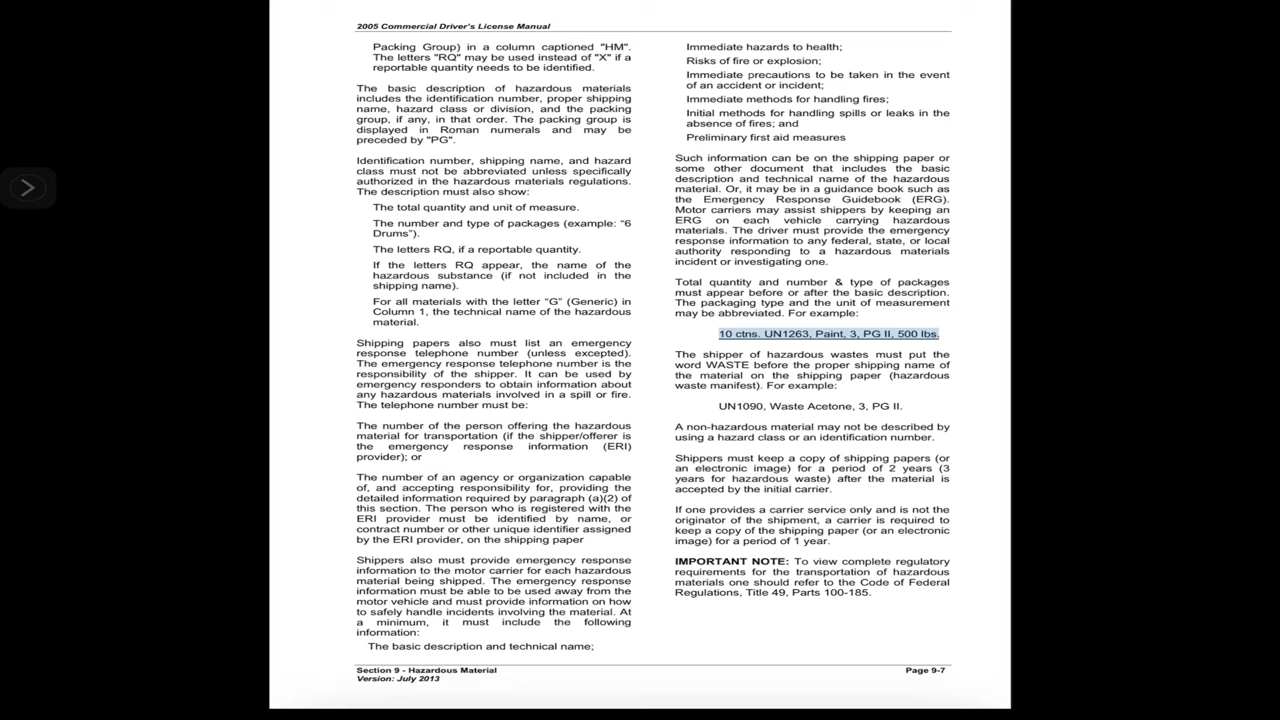 2005 Commercial Driver's License Manual
Packing Group) in a column captioned "HM".
The letters "RQ" may be used instead of "X" if a
reportable quantity needs to be identified.
The basic description of hazardous materials
includes the identification number, proper shipping
name, hazard class or division, and the packing
group, if any, in that order. The packing group is
displayed in Roman numerals and may be
preceded by "PG".
Identification number, shipping name, and hazard
class must not be abbreviated unless specifically
authorized in the hazardous materials regulations.
The description must also show:
The total quantity and unit of measure.
The number and type of packages (example: "6
Drums").
The letters RQ, if a reportable quantity.
If the letters RQ appear, the name of the
hazardous substance (if not included in the
shipping name).
For all materials with the letter "G" (Generic) in
Column 1, the technical name of the hazardous
material.
Shipping papers also must list an emergency
response telephone number (unless excepted).
The emergency response telephone number is the
responsibility of the shipper. It can be used by
emergency responders to obtain information about
any hazardous materials involved in a spill or fire.
The telephone number must be:
The number of the person offering the hazardous
material for transportation (if the shipper/offerer is
the emergency response information (ERI)
provider); or
The number of an agency or organization capable
of, and accepting responsibility for, providing the
detailed information required by paragraph (a)(2) of
this section. The person who is registered with the
ERI provider must be identified by name, or
contract number or other unique identifier assigned
by the ERI provider, on the shipping paper
Shippers also must provide emergency response
information to the motor carrier for each hazardous
material being shipped. The emergency response
information must be able to be used away from the
motor vehicle and must provide information on how
to safely handle incidents involving the material. At
a minimum, it must include the following
information:
The basic description and technical name;
Immediate hazards to health;
Risks of fire or explosion;
Immediate precautions to be taken in the event
of an accident or incident;
Immediate methods for handling fires;
Initial methods for handling spills or leaks in the
absence of fires; and
Preliminary first aid measures
Such information can be on the shipping paper or
some other document that includes the basic
description and technical name of the hazardous
material. Or, it may be in a guidance book such as
the Emergency Response Guidebook (ERG).
Motor carriers may assist shippers by keeping an
ERG on each vehicle carrying hazardous
materials. The driver must provide the emergency
response information to any federal, state, or local
authority responding to a hazardous materials
incident or investigating one.
Total quantity and number & type of packages
must appear before or after the basic description.
The packaging type and the unit of measurement
may be abbreviated. For example:
10 ctns. UN1263, Paint, 3, PG II, 500 lbs.
The shipper of hazardous wastes must put the
word WASTE before the proper shipping name of
the material on the shipping paper (hazardous
waste manifest). For example:
UN1090, Waste Acetone, 3, PG II.
A non-hazardous material may not be described by
using a hazard class or an identification number.
Shippers must keep a copy of shipping papers (or
an electronic image) for a period of 2 years (3
years for hazardous waste) after the material is
accepted by the initial carrier.
If one provides a carrier service only and is not the
originator of the shipment, a carrier is required to
keep a copy of the shipping paper (or an electronic
image) for a period of 1 year.
IMPORTANT NOTE: To view complete regulatory
requirements for the transportation of hazardous
materials one should refer to the Code of Federal
Regulations, Title 49, Parts 100-185.
Section 9 - Hazardous Material
Page 9-7
Version: July 2013